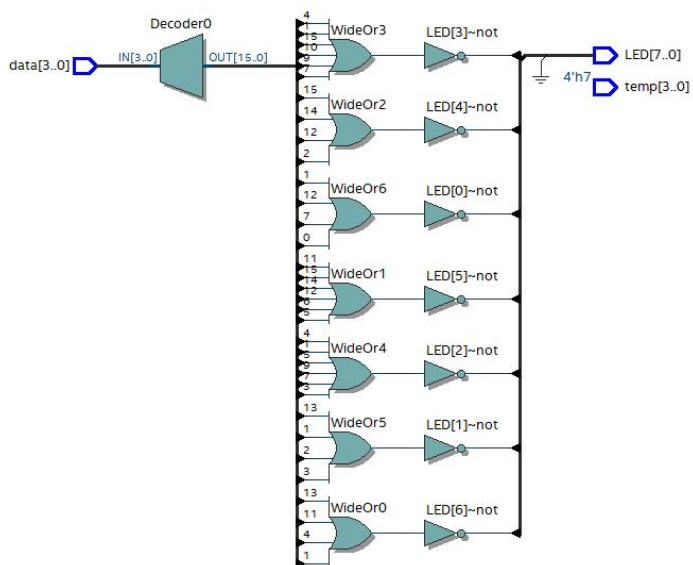 Decoder0
data[3..0]
IN[3..0]
OUT[15..0]
4
1
15
10
9
7
WideOr3
LED[3]~not
LED[7..0]
4'h7
temp[3..0]
15
14
12
2
WideOr2
LED[4]~not
1
12
7
0
WideOr6
LED[0]~not
11
15
14
12
6
5
WideOr1
LED[5]~not
4
1
5
9
7
3
WideOr4
LED[2]~not
13
1
2
3
WideOr5
LED[1]~not
13
11
4
1
WideOr0
LED[6]~not